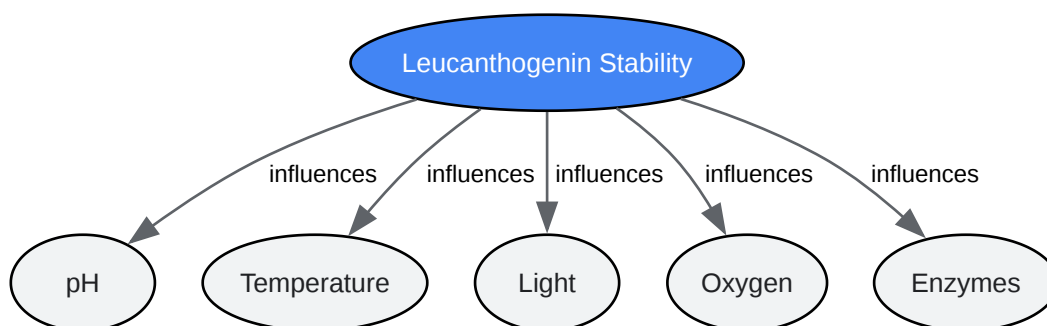 Leucanthogenin Stability
influences influences influences influences influences
pH Temperature Light Oxygen Enzymes